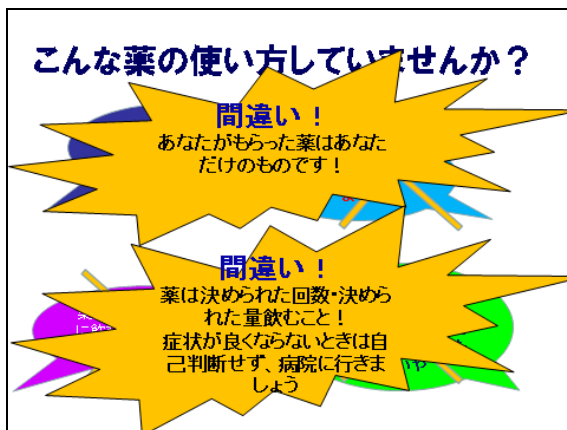 こんな薬の使い方していませんか？
間違い！
あなたがもらった薬はあなた
だけのものです！
間違い！
薬は決められた回数・決めら
れた量飲むこと！
症状が良くならないときは自
己判断せず、病院に行きま
しょう
に飲